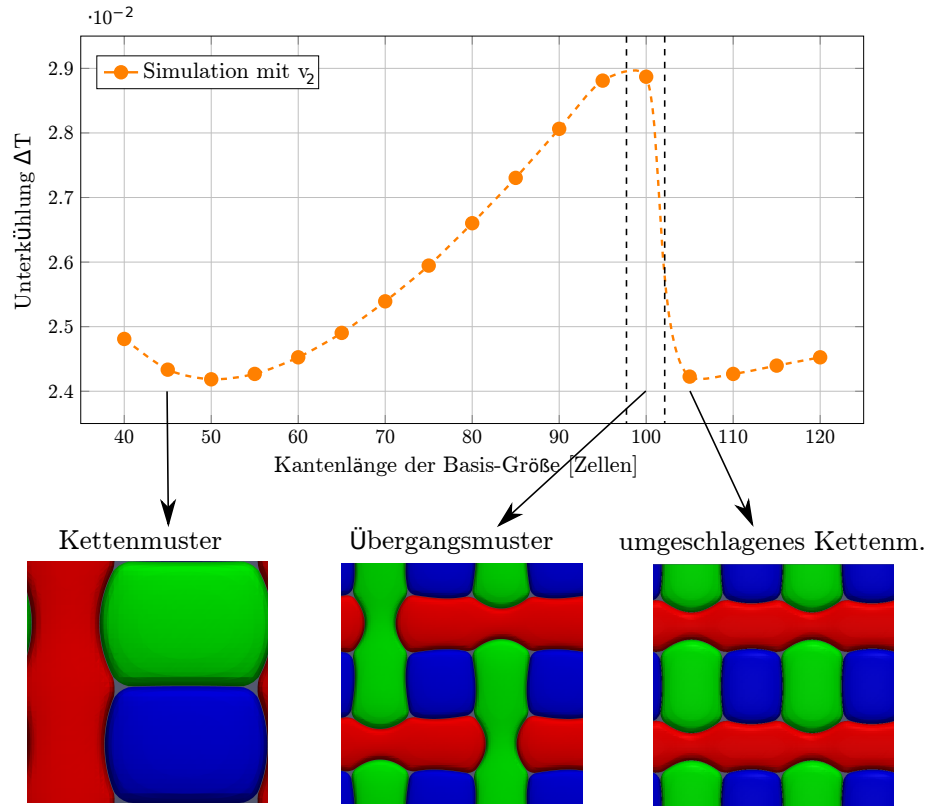 ·10⁻²
2.9
2.8
2.7
2.6
2.5
2.4
Unterkühlung ΔT
Simulation mit v₂
40 50 60 70 80 90 100 110 120
Kantenlänge der Basis-Größe [Zellen]
Kettenmuster Übergangsmuster umgeschlagenes Kettenm.